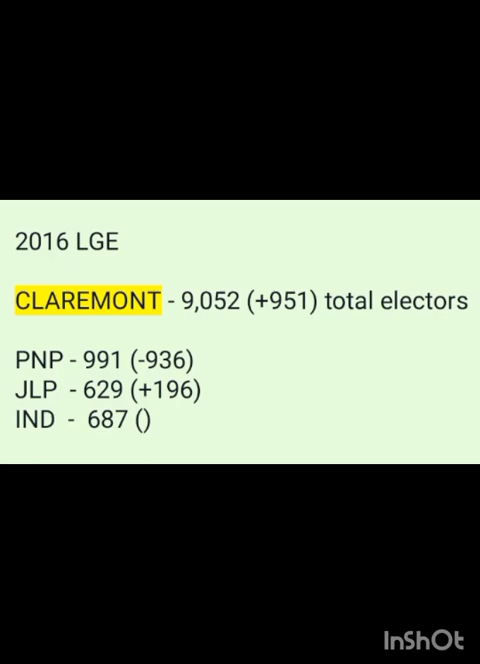 2016 LGE
CLAREMONT - 9,052 (+951) total electors
PNP - 991 (-936)
JLP - 629 (+196)
IND - 687 ()
InShOt